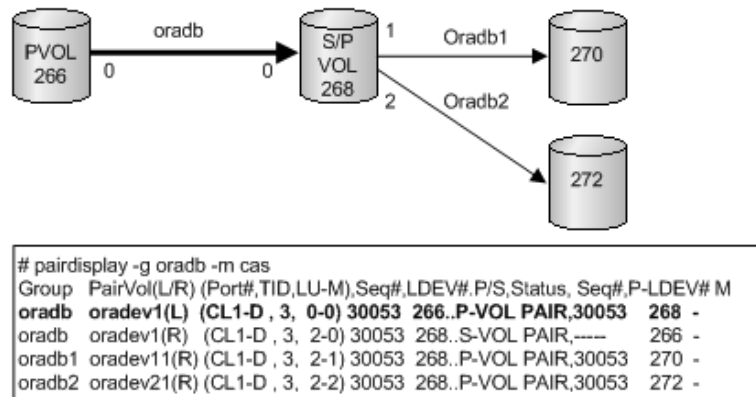 oradb
PVOL
266
0
0
S/P
VOL
268
1
Oradb1
270
2
Oradb2
272
# pairdisplay -g oradb -m cas
Group PairVol(L/R) (Port#,TID,LU-M),Seq#,LDEV#.P/S,Status, Seq#,P-LDEV# M
oradb oradev1(L) (CL1-D , 3, 0-0) 30053 266..P-VOL PAIR,30053 268 -
oradb oradev1(R) (CL1-D , 3, 2-0) 30053 268..S-VOL PAIR,----- 266 -
oradb1 oradev11(R) (CL1-D , 3, 2-1) 30053 268..P-VOL PAIR,30053 270 -
oradb2 oradev21(R) (CL1-D , 3, 2-2) 30053 268..P-VOL PAIR,30053 272 -